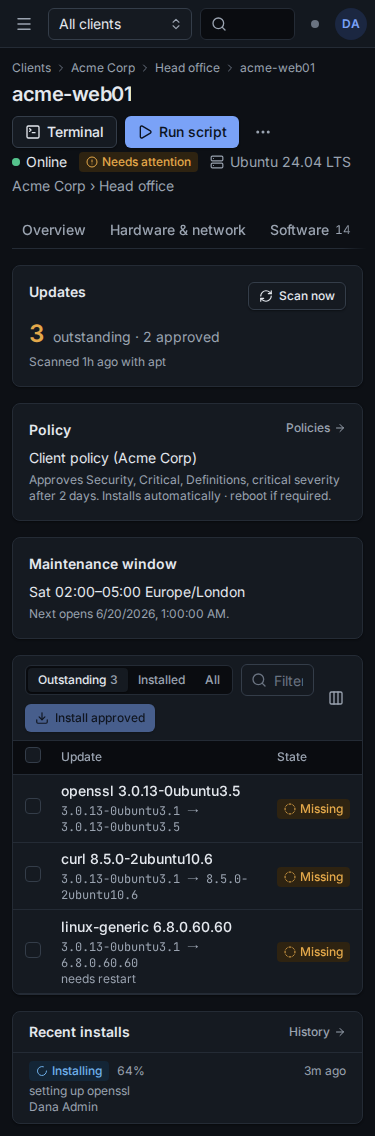 All clients
DA
Clients > Acme Corp > Head office > acme-web01
acme-web01
Terminal
Run script
Online
Needs attention
Ubuntu 24.04 LTS
Acme Corp › Head office
Overview
Hardware & network
Software 14
Updates
Scan now
3 outstanding · 2 approved
Scanned 1h ago with apt
Policy
Policies →
Client policy (Acme Corp)
Approves Security, Critical, Definitions, critical severity
after 2 days. Installs automatically · reboot if required.
Maintenance window
Sat 02:00–05:00 Europe/London
Next opens 6/20/2026, 1:00:00 AM.
Outstanding 3
Installed
All
Filter
Install approved
Update
State
openssl 3.0.13-0ubuntu3.5
3.0.13-0ubuntu3.1 →
3.0.13-0ubuntu3.5
Missing
curl 8.5.0-2ubuntu10.6
3.0.13-0ubuntu3.1 → 8.5.0-
2ubuntu10.6
Missing
linux-generic 6.8.0.60.60
3.0.13-0ubuntu3.1 →
6.8.0.60.60
needs restart
Missing
Recent installs
History →
Installing 64%
3m ago
setting up openssl
Dana Admin